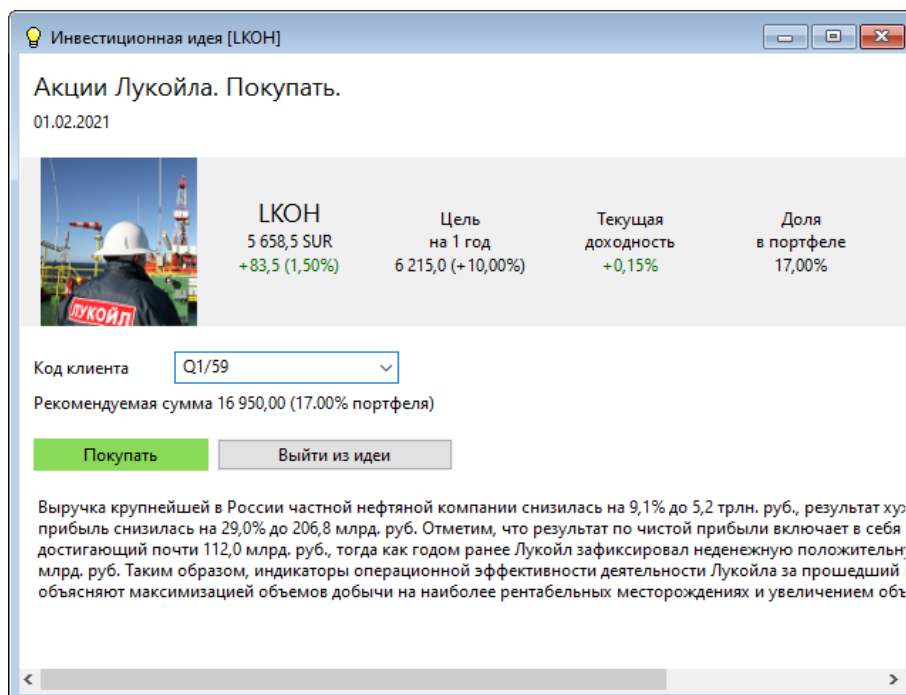 Инвестиционная идея [LKOH]
Акции Лукойла. Покупать.
01.02.2021
ЛУКОЙЛ
LKOH
5 658,5 SUR
+83,5 (1,50%)
Цель
на 1 год
6 215,0 (+10,00%)
Текущая
доходность
+0,15%
Доля
в портфеле
17,00%
Код клиента
Q1/59
Рекомендуемая сумма 16 950,00 (17.00% портфеля)
Покупать
Выйти из идеи
Выручка крупнейшей в России частной нефтяной компании снизилась на 9,1% до 5,2 трлн. руб., результат
прибыль снизилась на 29,0% до 206,8 млрд. руб. Отметим, что результат по чистой прибыли включает в себя
достигающий почти 112,0 млрд. руб., тогда как годом ранее Лукойл зафиксировал неденежную
млрд. руб. Таким образом, индикаторы операционной эффективности деятельности Лукойла за прошедший
объясняют максимизацией объемов добычи на наиболее рентабельных месторождениях и увеличением